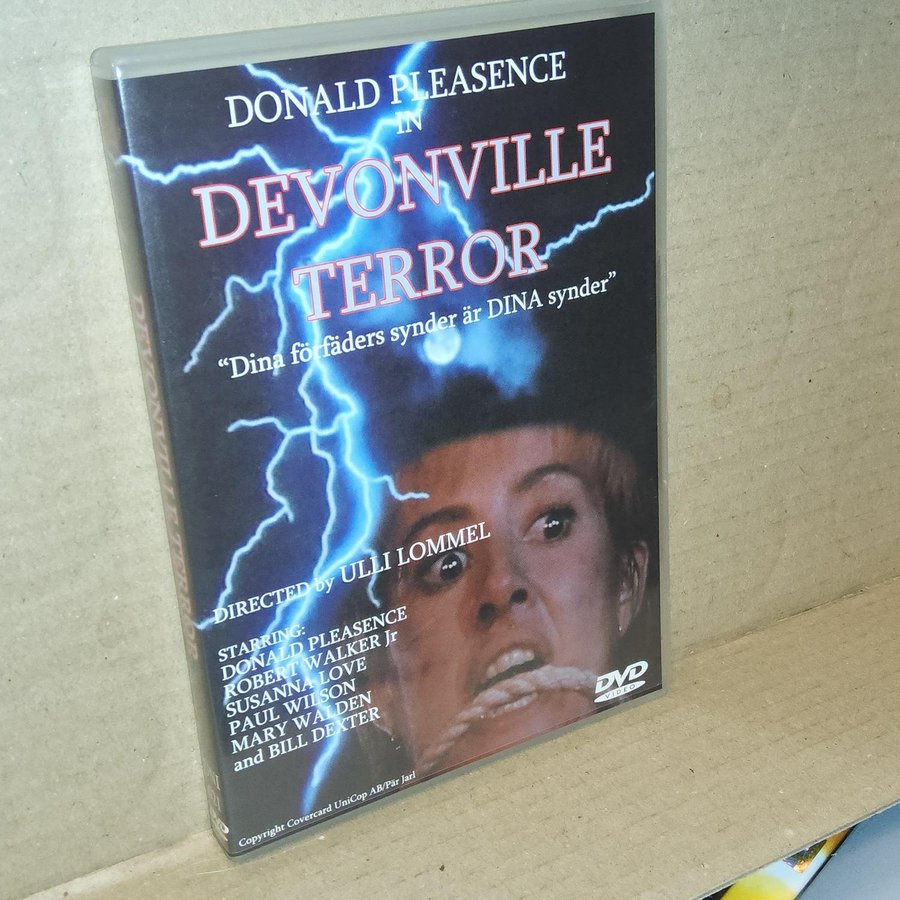 DONALD PLEASENCE
IN
DEVONVILLE
TERROR
“Dina förfäders synder är DINA synder”
DIRECTED by ULLI LOMMEL
STARRING:
DONALD PLEASENCE
ROBERT WALKER Jr
SUSANNA LOVE
PAUL WILSON
MARY WALDEN
and BILL DEXTER
DVD
VIDEO
Copyright Covercard UniCop AB/Pär Jarl
DEVONVILLE TERROR